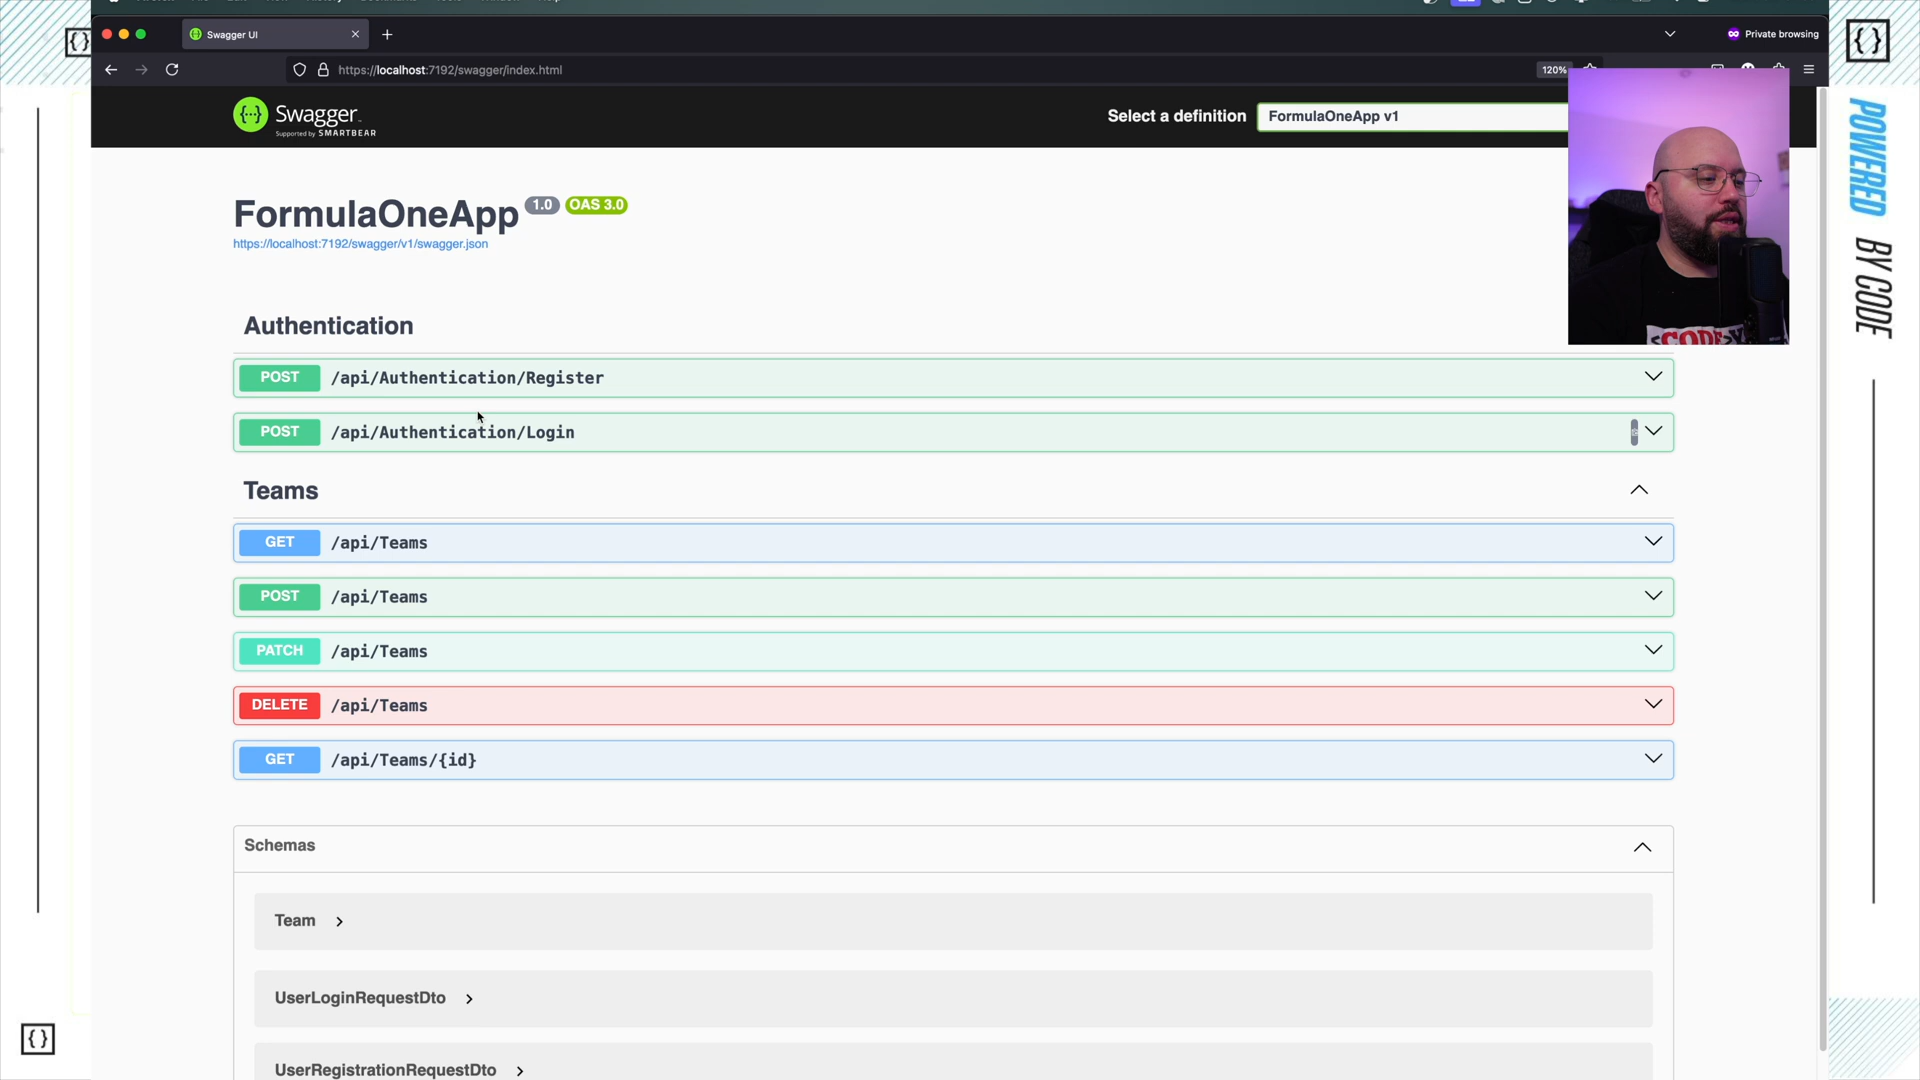 Swagger UI
Private browsing
https://localhost:7192/swagger/index.html
120%
Swagger
Supported by SMARTBEAR
Select a definition
FormulaOneApp v1
FormulaOneApp 1.0 OAS 3.0
https://localhost:7192/swagger/v1/swagger.json
Authentication
POST /api/Authentication/Register
POST /api/Authentication/Login
Teams
GET /api/Teams
POST /api/Teams
PATCH /api/Teams
DELETE /api/Teams
GET /api/Teams/{id}
Schemas
Team
UserLoginRequestDto
UserRegistrationRequestDto
POWERED BY CODE